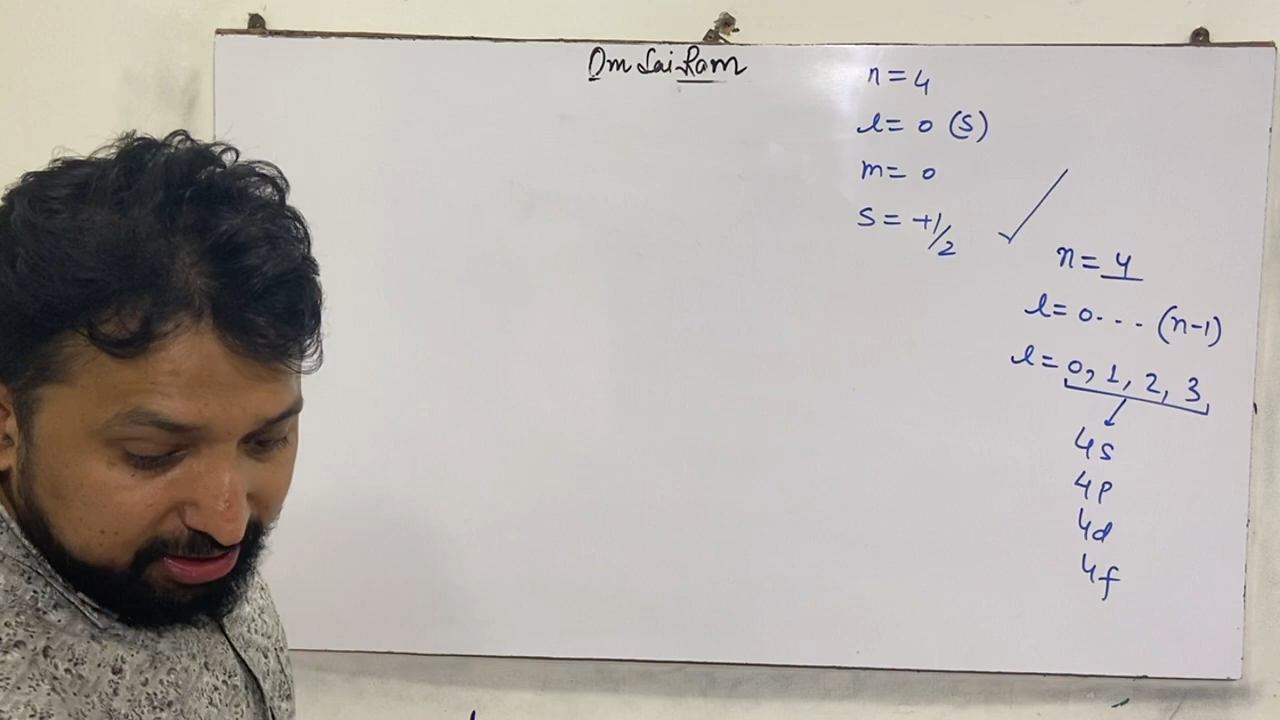 Om Sai Ram
n = 4
l = 0 (s)
m = 0
s = +1/2
n = 4
l = 0 . . . (n-1)
l = 0, 1, 2, 3
4s
4p
4d
4f